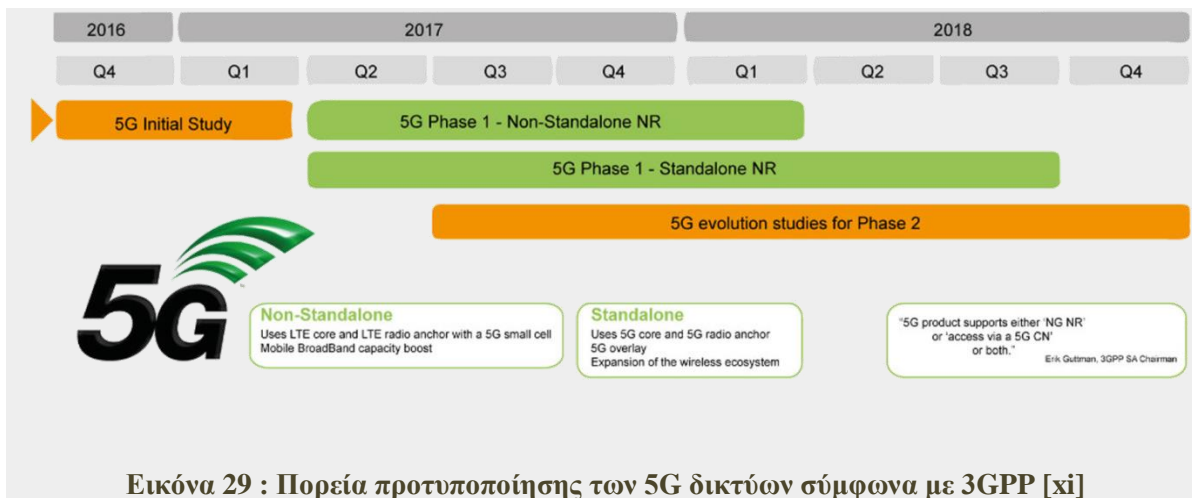 2016 2017 2018
Q4 Q1 Q2 Q3 Q4 Q1 Q2 Q3 Q4
5G Initial Study
5G Phase 1 - Non-Standalone NR
5G Phase 1 - Standalone NR
5G evolution studies for Phase 2
5G
Non-Standalone
Uses LTE core and LTE radio anchor with a 5G small cell
Mobile BroadBand capacity boost
Standalone
Uses 5G core and 5G radio anchor
5G overlay
Expansion of the wireless ecosystem
"5G product supports either 'NG NR'
or 'access via a 5G CN'
or both."
Erik Guttman, 3GPP SA Chairman
Εικόνα 29 : Πορεία προτυποποίησης των 5G δικτύων σύμφωνα με 3GPP [xi]